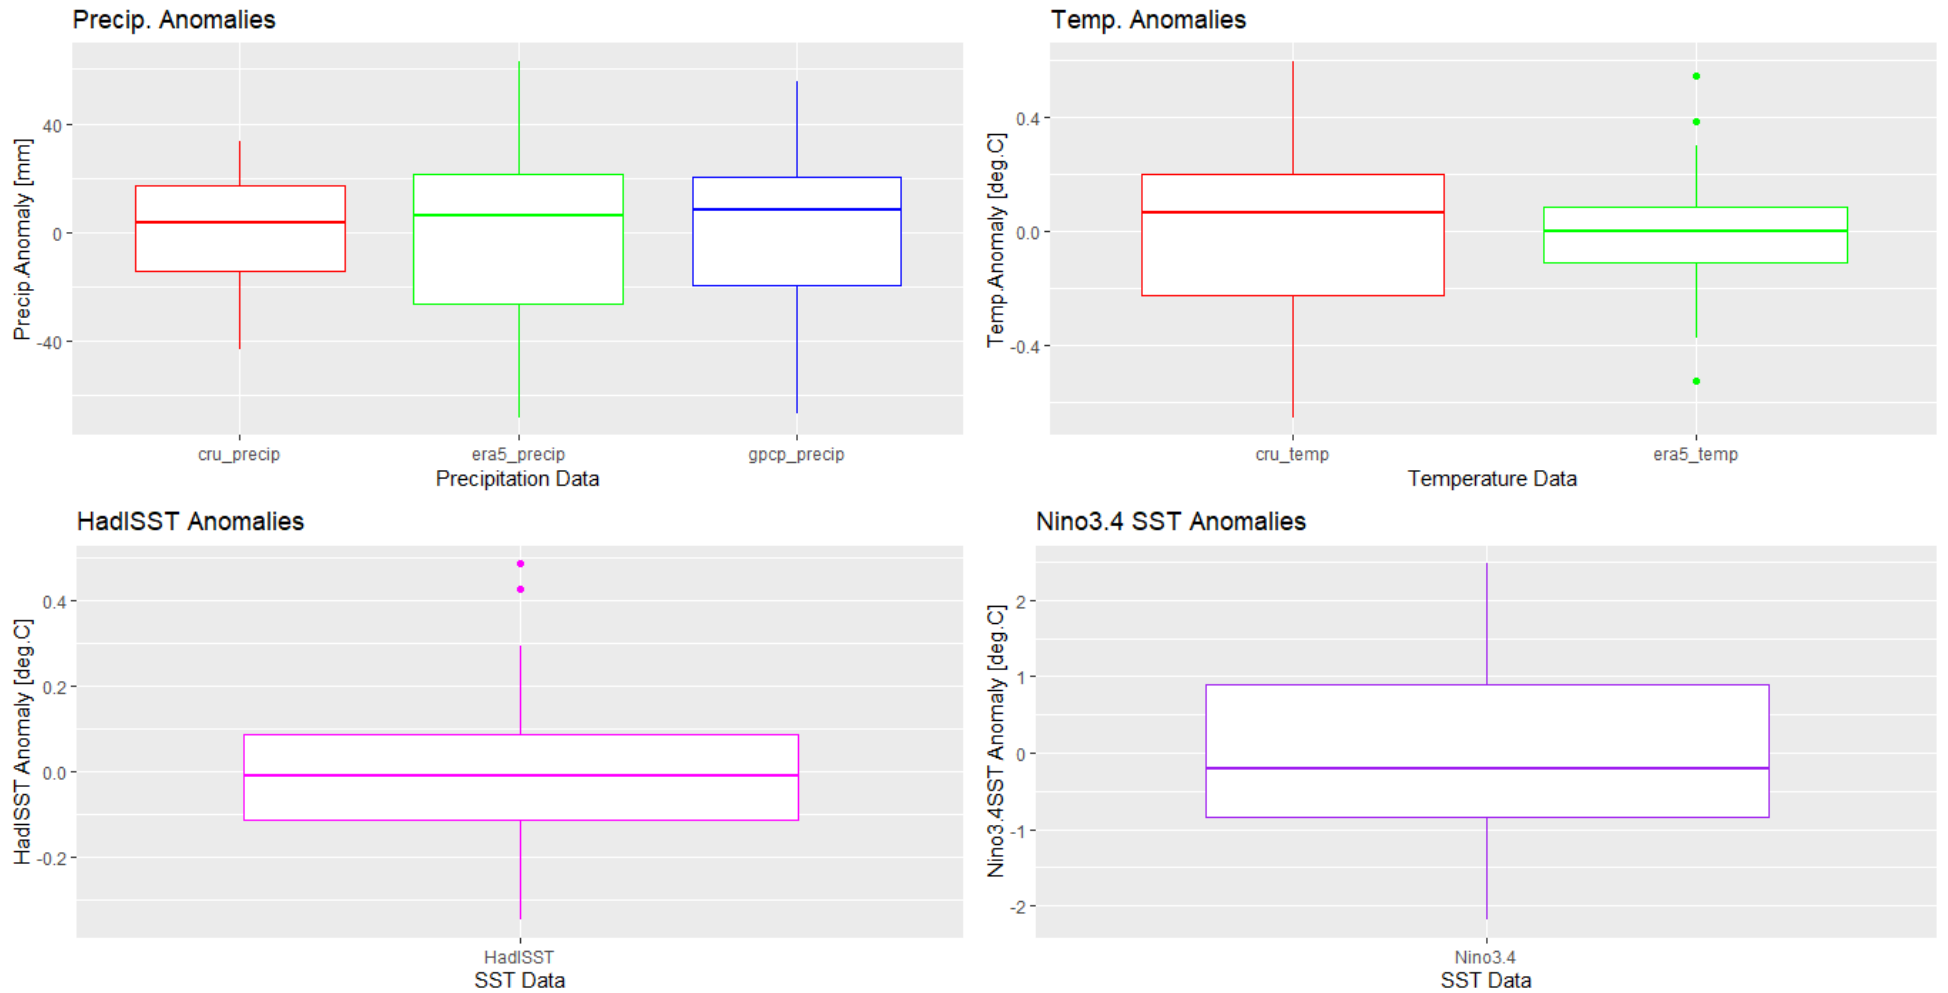 Precip. Anomalies
Precip.Anomaly [mm]
40
0
-40
cru_precip era5_precip gpcp_precip
Precipitation Data
Temp. Anomalies
Temp.Anomaly [deg.C]
0.4
0.0
-0.4
cru_temp era5_temp
Temperature Data
HadISST Anomalies
HadISST Anomaly [deg.C]
0.4
0.2
0.0
-0.2
HadISST
SST Data
Nino3.4 SST Anomalies
Nino3.4SST Anomaly [deg.C]
2
1
0
-1
-2
Nino3.4
SST Data